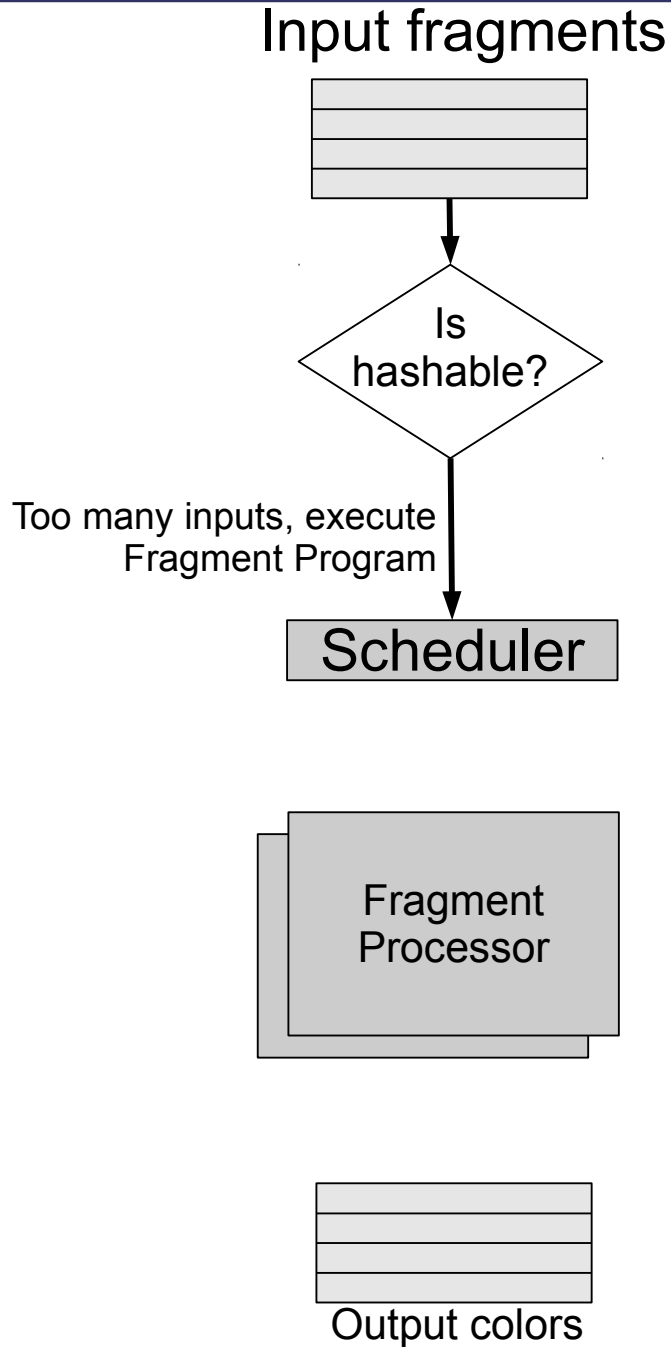 Input fragments
Is
hashable?
Too many inputs, execute
Fragment Program
Scheduler
Fragment
Processor
Output colors